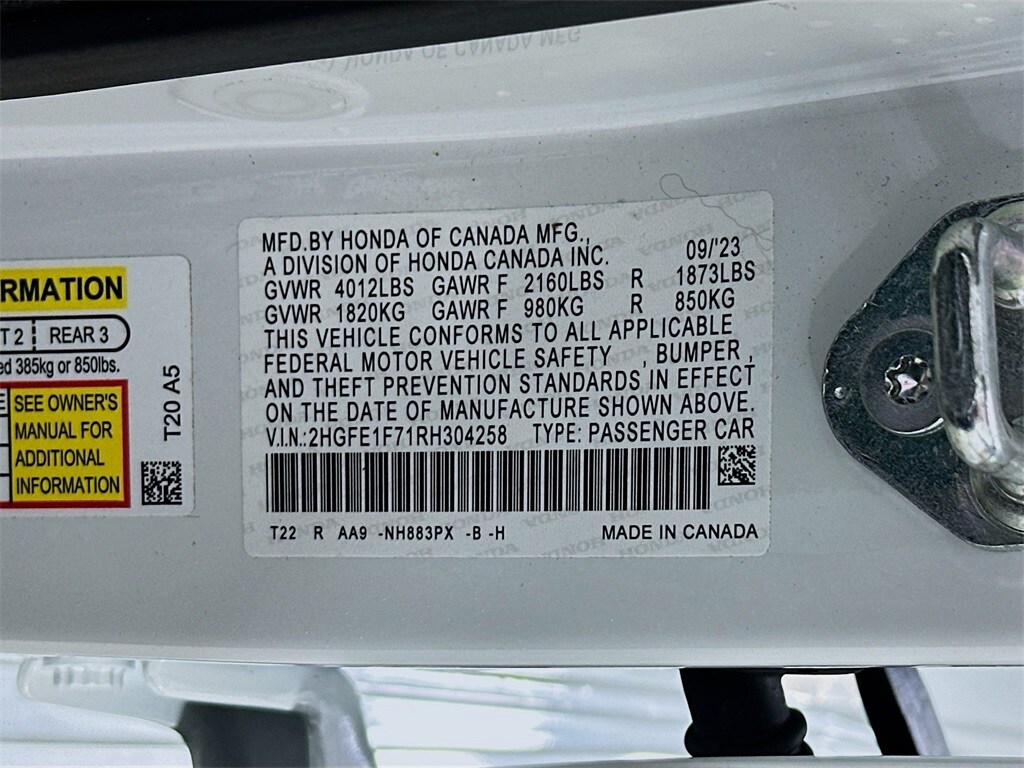 RMATION
T 2 REAR 3
ed 385kg or 850lbs.
E
SEE OWNER'S
MANUAL FOR
ADDITIONAL
INFORMATION
T20 A5
MFD.BY HONDA OF CANADA MFG., 09/'23
A DIVISION OF HONDA CANADA INC.
GVWR 4012LBS GAWR F 2160LBS R 1873LBS
GVWR 1820KG GAWR F 980KG R 850KG
THIS VEHICLE CONFORMS TO ALL APPLICABLE
FEDERAL MOTOR VEHICLE SAFETY , BUMPER ,
AND THEFT PREVENTION STANDARDS IN EFFECT
ON THE DATE OF MANUFACTURE SHOWN ABOVE.
V.I.N.:2HGFE1F71RH304258 TYPE: PASSENGER CAR
T22 R AA9 -NH883PX -B -H MADE IN CANADA